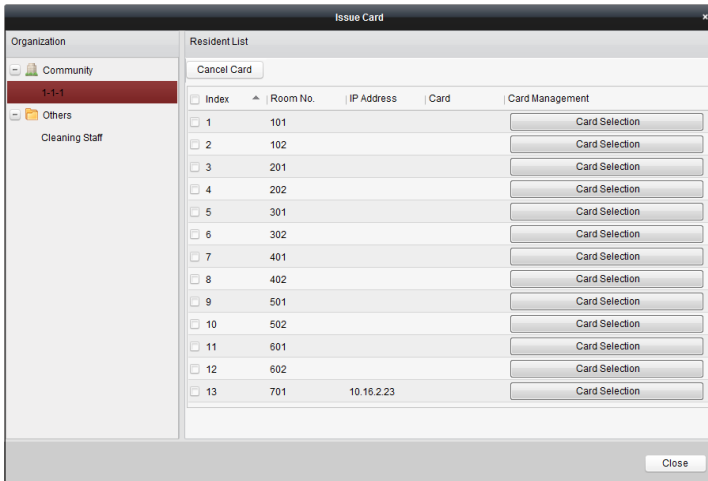 Issue Card ×
Organization
Resident List
Community
1-1-1
Others
Cleaning Staff
Cancel Card
Index Room No. IP Address Card Card Management
1 101 Card Selection
2 102 Card Selection
3 201 Card Selection
4 202 Card Selection
5 301 Card Selection
6 302 Card Selection
7 401 Card Selection
8 402 Card Selection
9 501 Card Selection
10 502 Card Selection
11 601 Card Selection
12 602 Card Selection
13 701 10.16.2.23 Card Selection
Close